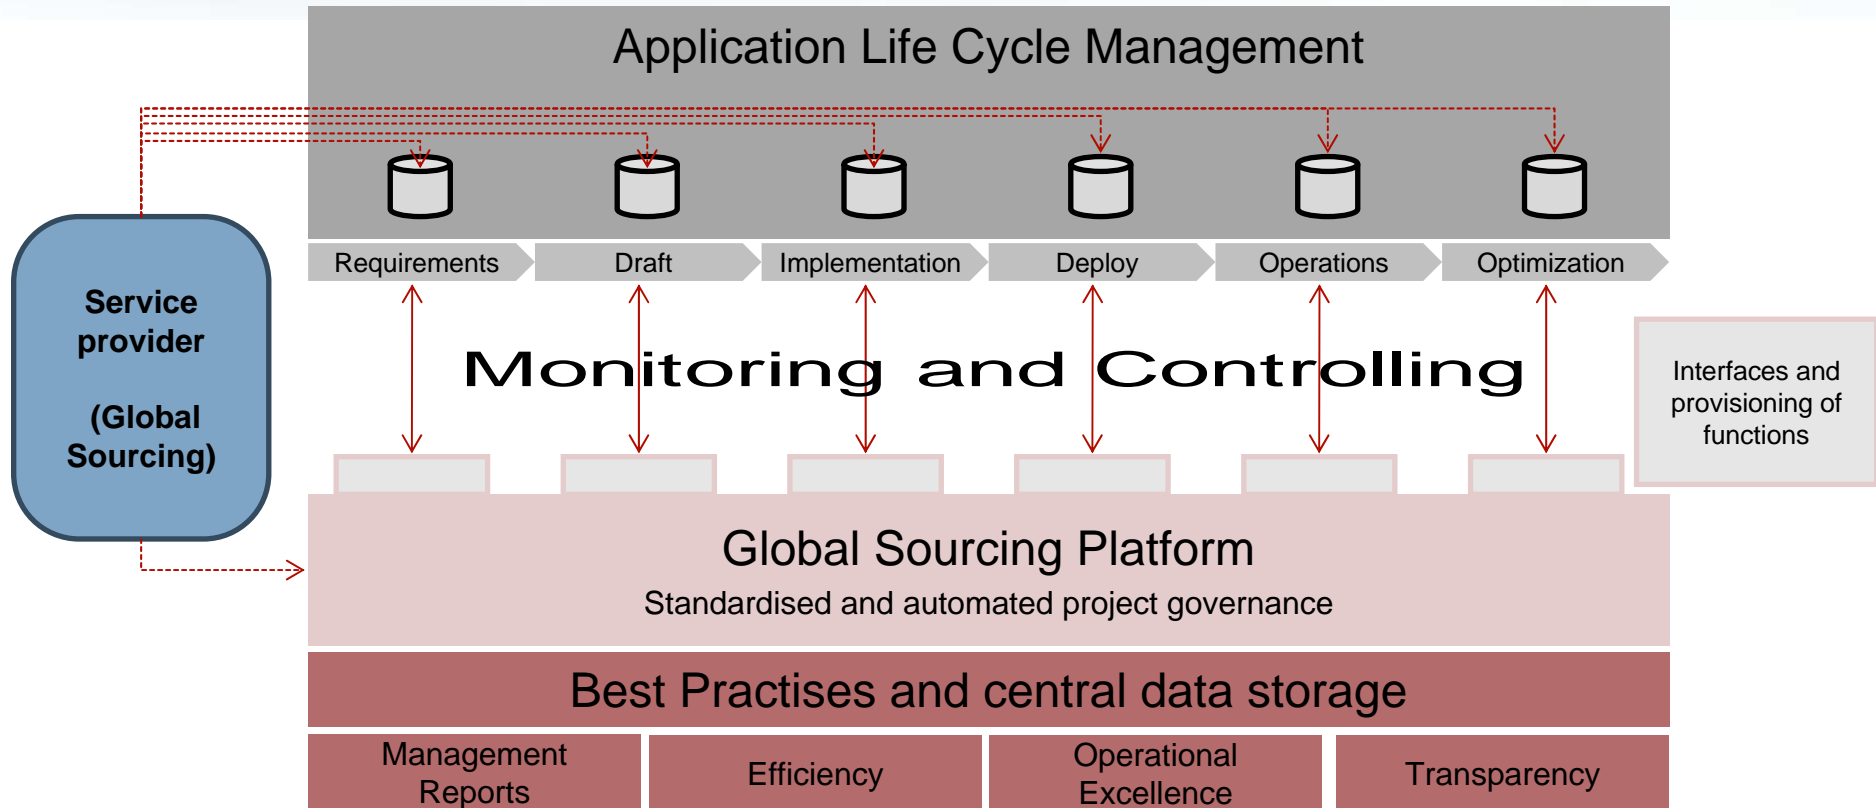 Application Life Cycle Management
Requirements
Draft
Implementation
Deploy
Operations
Optimization
Service
provider
(Global
Sourcing)
Monitoring and Controlling
Interfaces and
provisioning of
functions
Global Sourcing Platform
Standardised and automated project governance
Best Practises and central data storage
Management
Reports
Efficiency
Operational
Excellence
Transparency